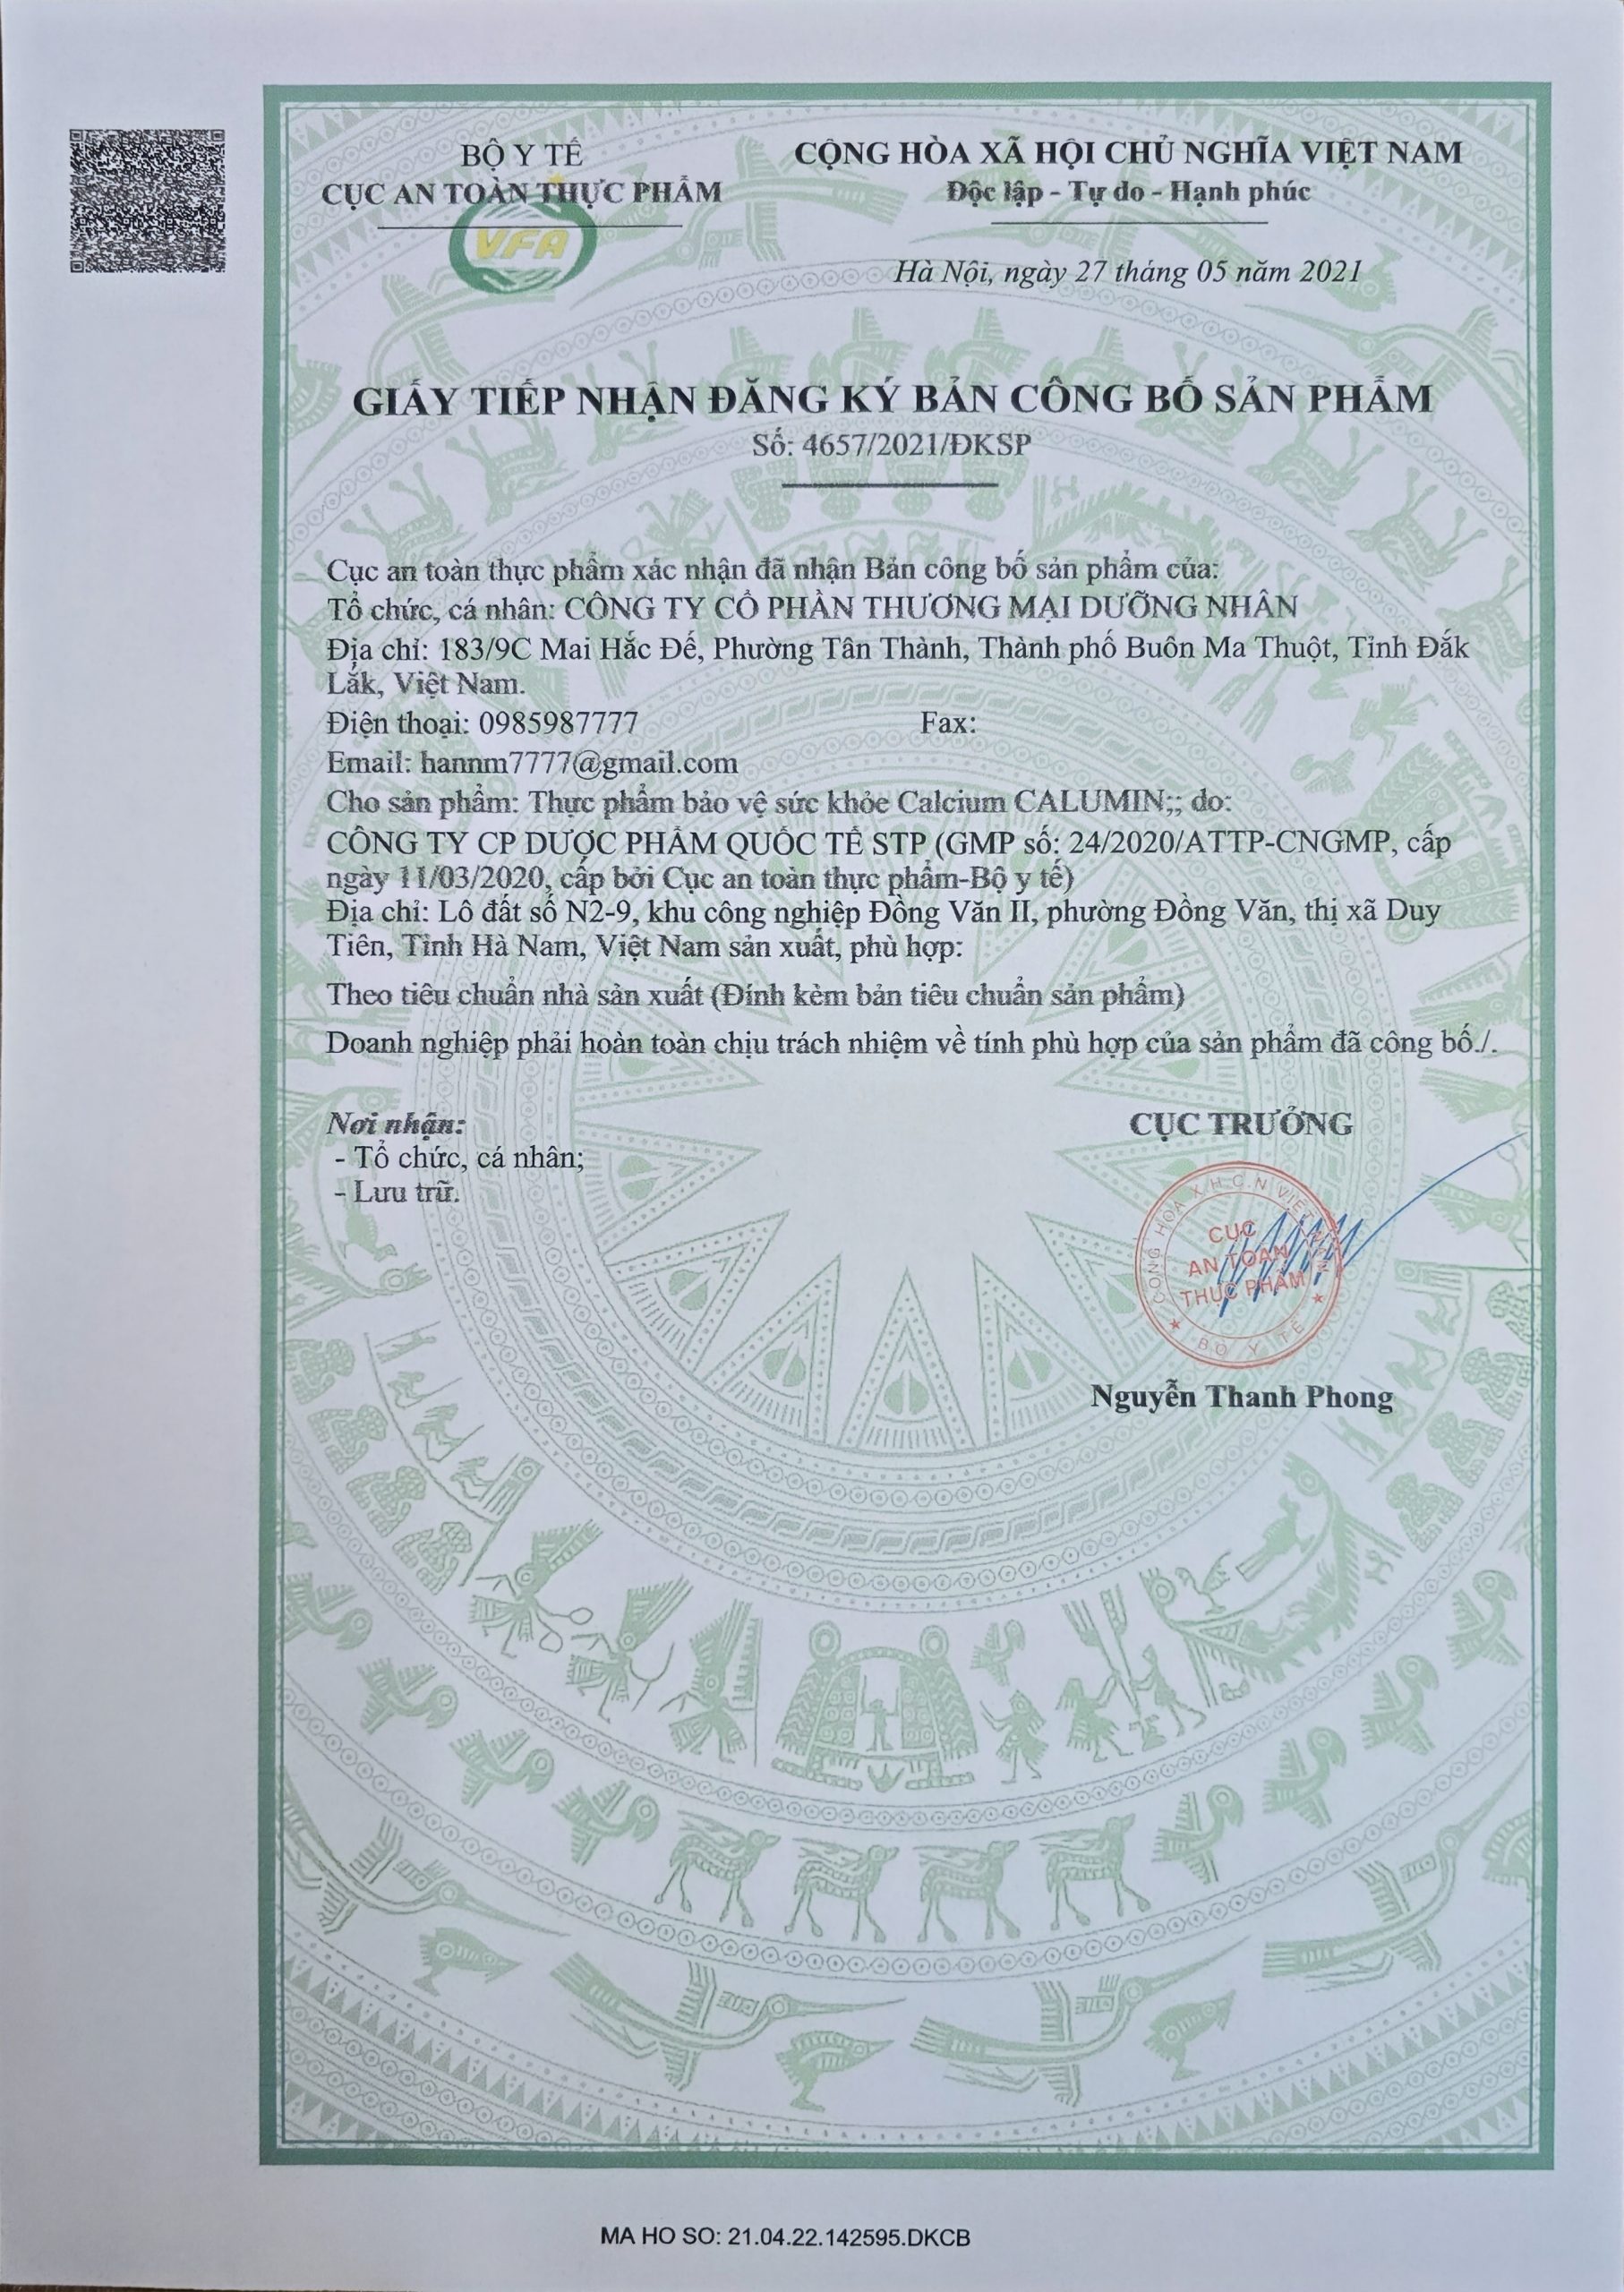 BỘ Y TẾ
CỤC AN TOÀN THỰC PHẨM
VFA
CỘNG HÒA XÃ HỘI CHỦ NGHĨA VIỆT NAM
Độc lập - Tự do - Hạnh phúc
Hà Nội, ngày 27 tháng 05 năm 2021
GIẤY TIẾP NHẬN ĐĂNG KÝ BẢN CÔNG BỐ SẢN PHẨM
Số: 4657/2021/ĐKSP
Cục an toàn thực phẩm xác nhận đã nhận Bản công bố sản phẩm của:
Tổ chức, cá nhân: CÔNG TY CỔ PHẦN THƯƠNG MẠI DƯỠNG NHÂN
Địa chỉ: 183/9C Mai Hắc Đế, Phường Tân Thành, Thành phố Buôn Ma Thuột, Tỉnh Đắk
Lắk, Việt Nam.
Điện thoại: 0985987777 Fax:
Email: hannm7777@gmail.com
Cho sản phẩm: Thực phẩm bảo vệ sức khỏe Calcium CALUMIN;; do:
CÔNG TY CP DƯỢC PHẨM QUỐC TẾ STP (GMP số: 24/2020/ATTP-CNGMP, cấp
ngày 11/03/2020, cấp bởi Cục an toàn thực phẩm-Bộ y tế)
Địa chỉ: Lô đất số N2-9, khu công nghiệp Đồng Văn II, phường Đồng Văn, thị xã Duy
Tiên, Tỉnh Hà Nam, Việt Nam sản xuất, phù hợp:
Theo tiêu chuẩn nhà sản xuất (Đính kèm bản tiêu chuẩn sản phẩm)
Doanh nghiệp phải hoàn toàn chịu trách nhiệm về tính phù hợp của sản phẩm đã công bố./.
Nơi nhận:
- Tổ chức, cá nhân;
- Lưu trữ.
CỤC TRƯỞNG
CỘNG HÒA X.H.C.N VIỆT NAM
CỤC
AN TOÀN
THỰC PHẨM
★ BỘ Y TẾ ★
Nguyễn Thanh Phong
MA HO SO: 21.04.22.142595.DKCB